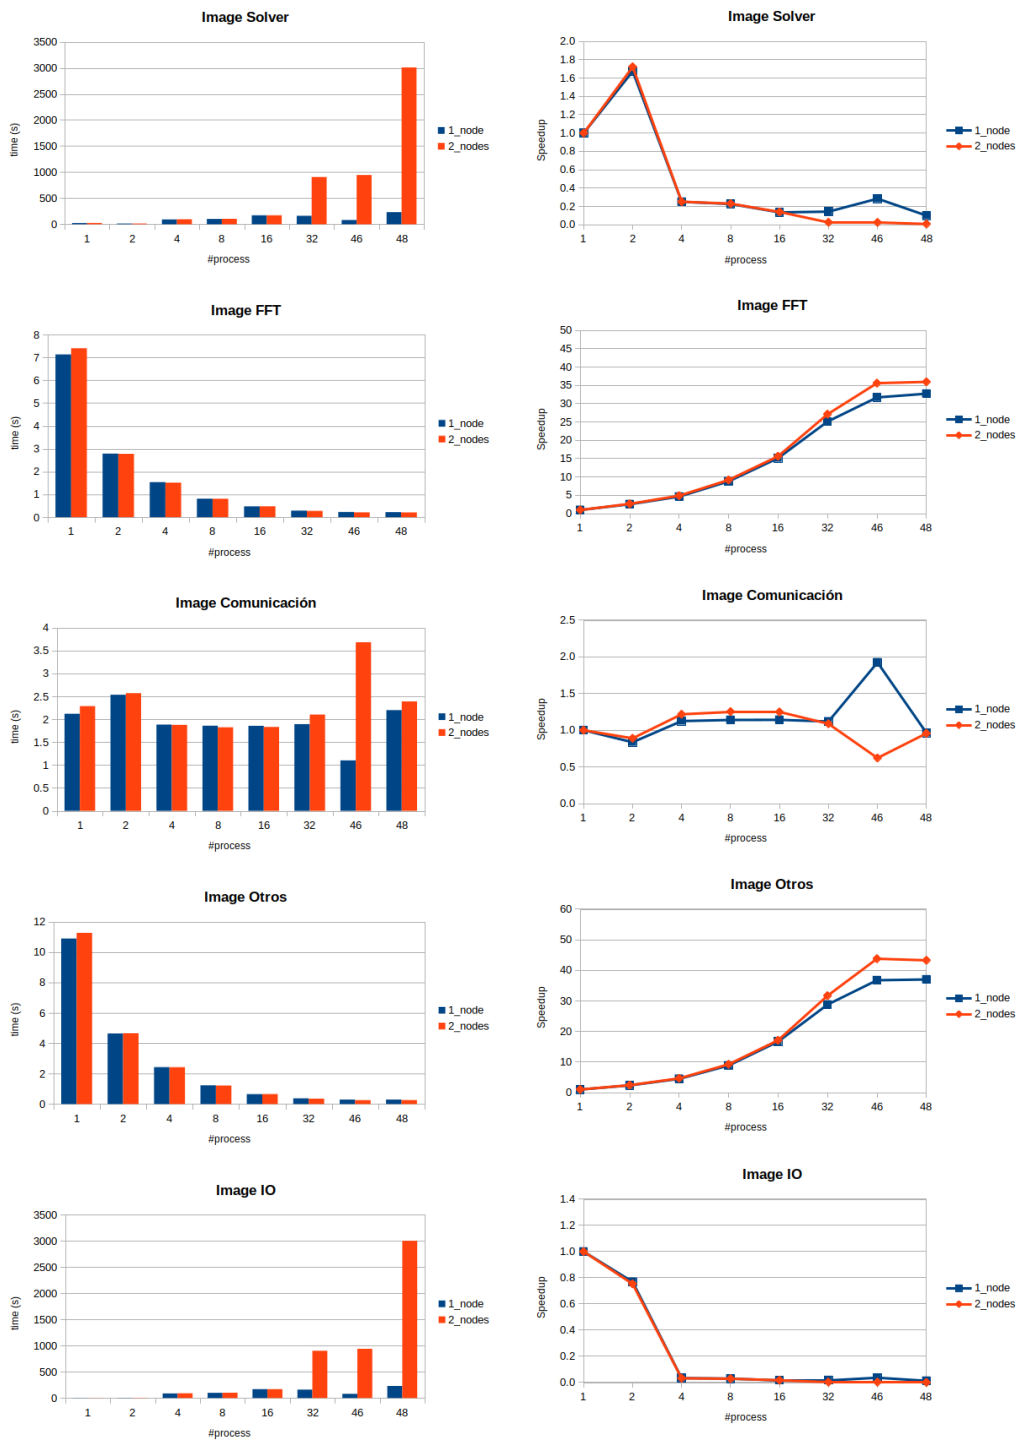 Image Solver
3500
3000
2500
2000
1500
1000
500
0
time (s)
1 2 4 8 16 32 46 48
#process
1_node
2_nodes
Image Solver
2.0
1.8
1.6
1.4
1.2
1.0
0.8
0.6
0.4
0.2
0.0
Speedup
1 2 4 8 16 32 46 48
#process
1_node
2_nodes
Image FFT
8
7
6
5
4
3
2
1
0
time (s)
1 2 4 8 16 32 46 48
#process
1_node
2_nodes
Image FFT
50
45
40
35
30
25
20
15
10
5
0
Speedup
1 2 4 8 16 32 46 48
#process
1_node
2_nodes
Image Comunicación
4
3.5
3
2.5
2
1.5
1
0.5
0
time (s)
1 2 4 8 16 32 46 48
#process
1_node
2_nodes
Image Comunicación
2.5
2.0
1.5
1.0
0.5
0.0
Speedup
1 2 4 8 16 32 46 48
#process
1_node
2_nodes
Image Otros
12
10
8
6
4
2
0
time (s)
1 2 4 8 16 32 46 48
#process
1_node
2_nodes
Image Otros
60
50
40
30
20
10
0
Speedup
1 2 4 8 16 32 46 48
#process
1_node
2_nodes
Image IO
3500
3000
2500
2000
1500
1000
500
0
time (s)
1 2 4 8 16 32 46 48
#process
1_node
2_nodes
Image IO
1.4
1.2
1.0
0.8
0.6
0.4
0.2
0.0
Speedup
1 2 4 8 16 32 46 48
#process
1_node
2_nodes